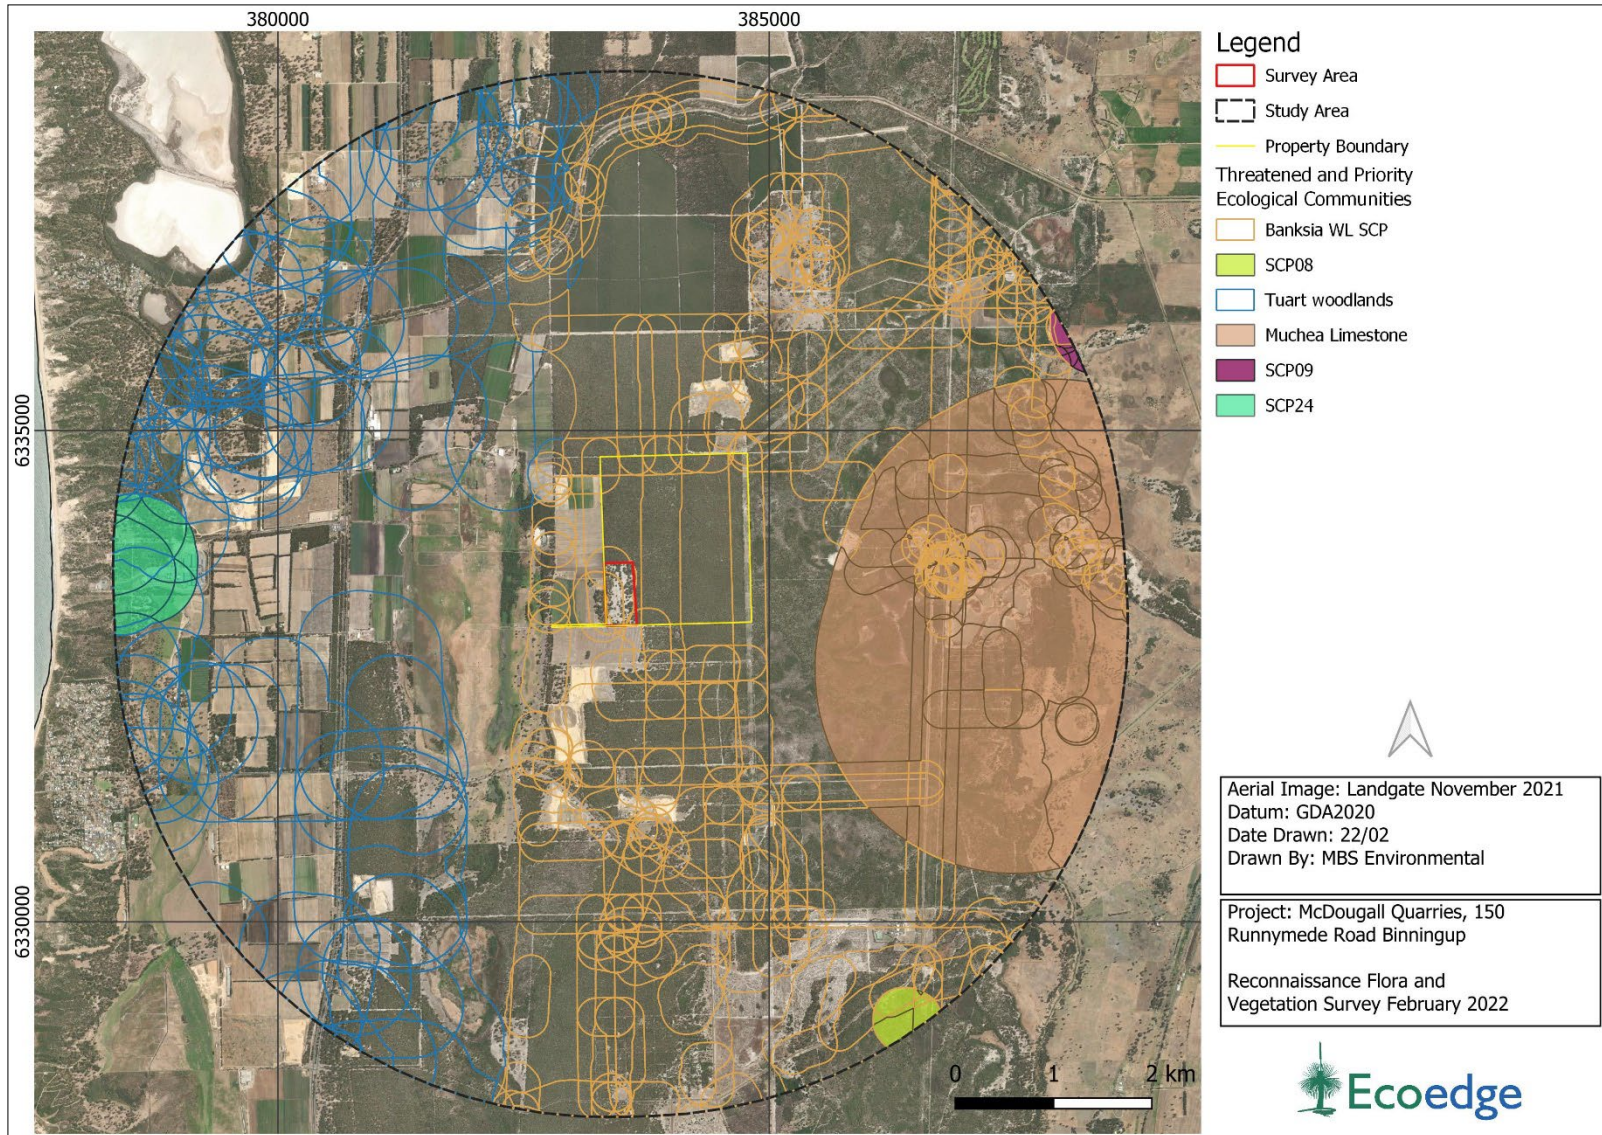 380000
385000
6335000
6330000
Legend
Survey Area
Study Area
Property Boundary
Threatened and Priority
Ecological Communities
Banksia WL SCP
SCP08
Tuart woodlands
Muchea Limestone
SCP09
SCP24
Aerial Image: Landgate November 2021
Datum: GDA2020
Date Drawn: 22/02
Drawn By: MBS Environmental
Project: McDougall Quarries, 150
Runnymede Road Binningup
Reconnaissance Flora and
Vegetation Survey February 2022
0 1 2 km
Ecoedge